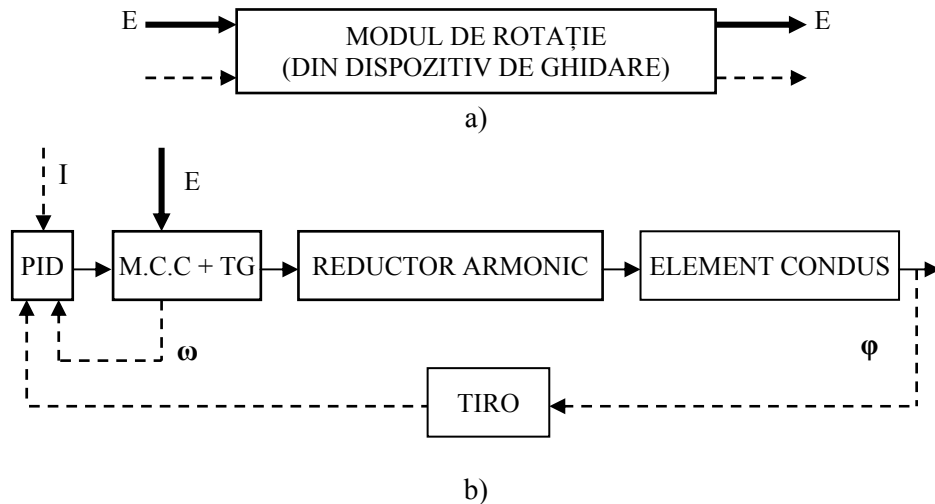 E
MODUL DE ROTAȚIE
(DIN DISPOZITIV DE GHIDARE)
E
a)
I
E
PID
M.C.C + TG
REDUCTOR ARMONIC
ELEMENT CONDUS
ω
φ
TIRO
b)